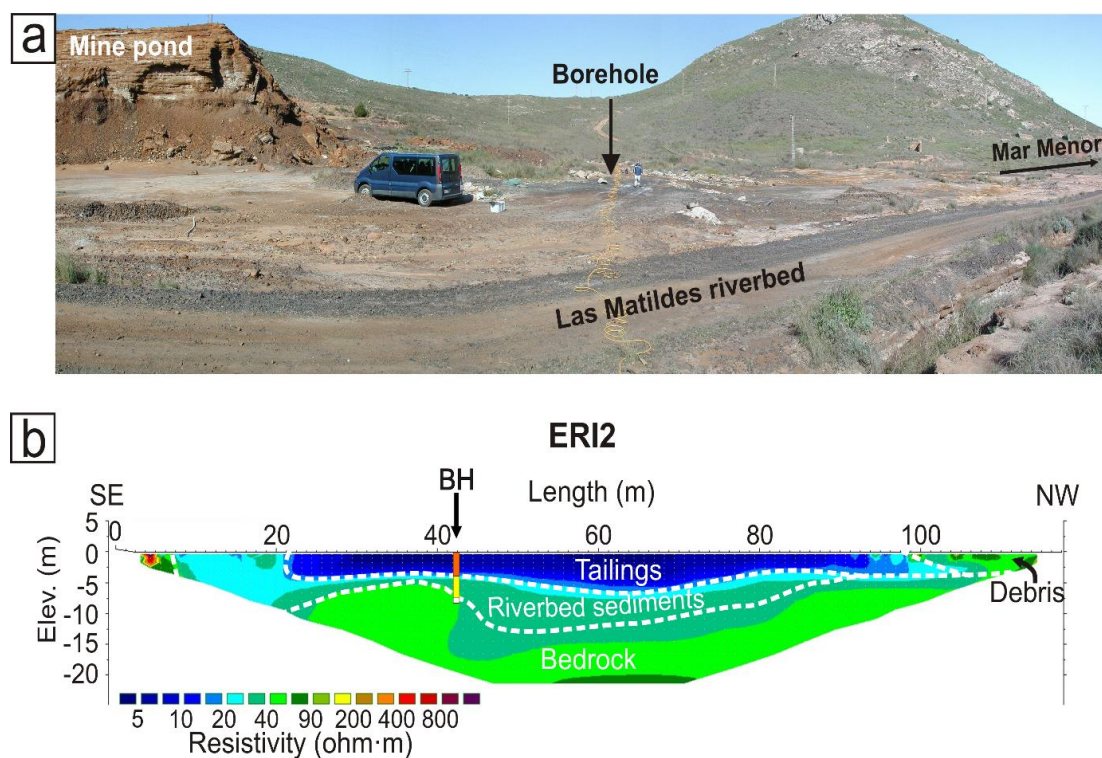 a
Mine pond
Borehole
Mar Menor
Las Matildes riverbed
b
ERI2
BH
SE
Length (m)
NW
5
0
20
40
60
80
100
0
-5
-10
-15
-20
Elev. (m)
Tailings
Riverbed sediments
Debris
Bedrock
5 10 20 40 90 200 400 800
Resistivity (ohm·m)